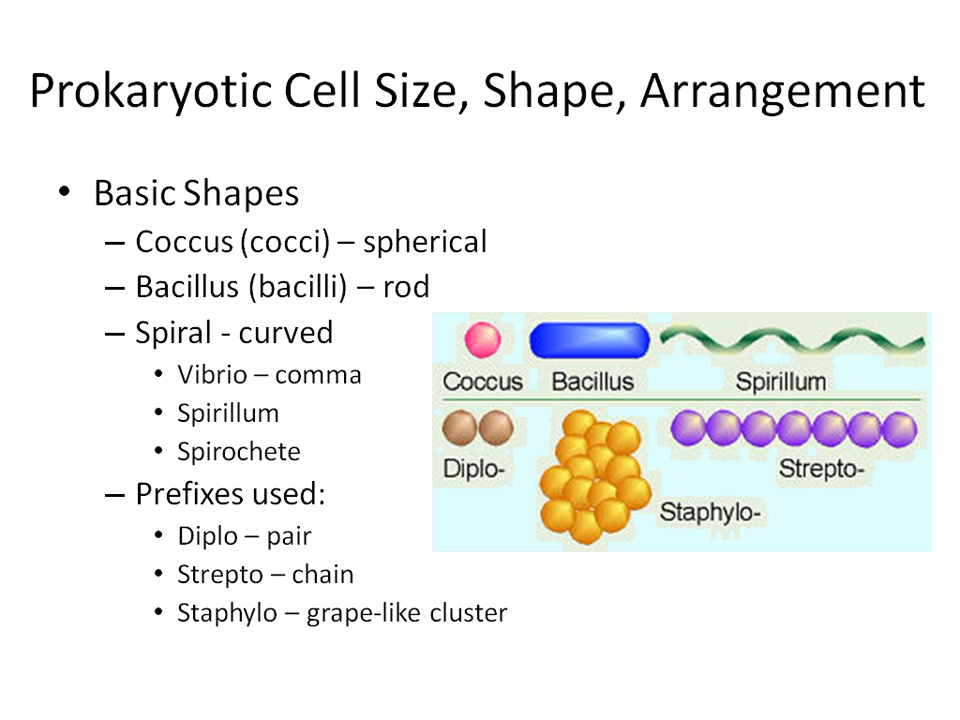 Prokaryotic Cell Size, Shape, Arrangement
• Basic Shapes
– Coccus (cocci) – spherical
– Bacillus (bacilli) – rod
– Spiral - curved
• Vibrio – comma
• Spirillum
• Spirochete
– Prefixes used:
• Diplo – pair
• Strepto – chain
• Staphylo – grape-like cluster
Coccus Bacillus Spirillum
Diplo- Strepto-
Staphylo-